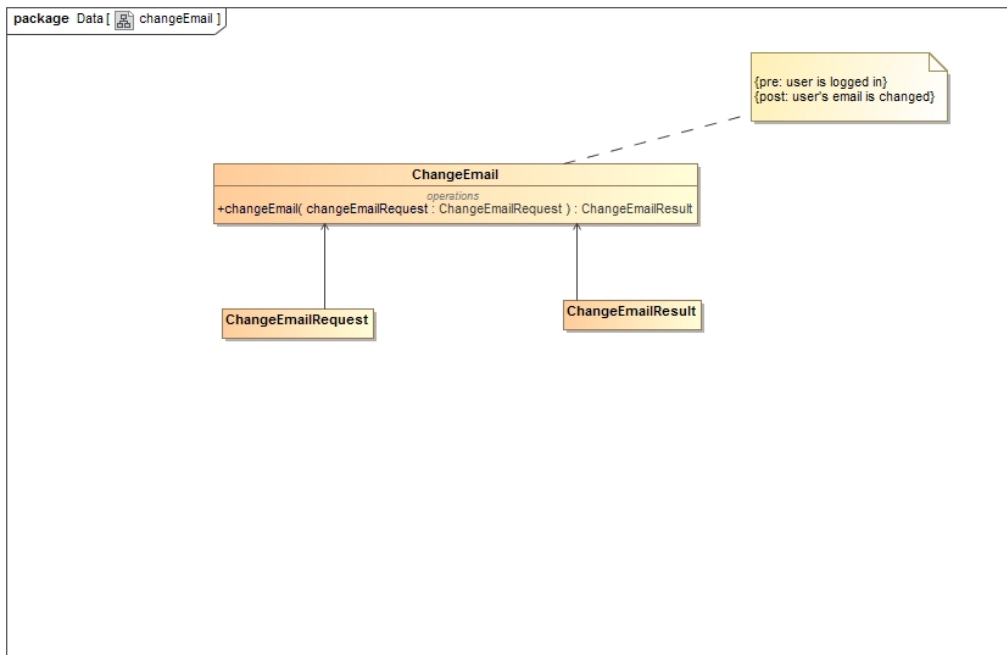 package Data [ changeEmail ]
{pre: user is logged in}
{post: user's email is changed}
ChangeEmail
operations
+changeEmail( changeEmailRequest : ChangeEmailRequest ) : ChangeEmailResult
ChangeEmailRequest
ChangeEmailResult